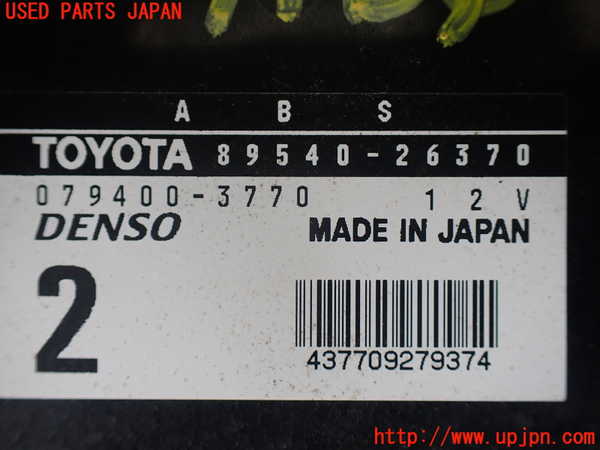 USED PARTS JAPAN
A B S
TOYOTA 89540-26370
079400-3770 12V
DENSO MADE IN JAPAN
2
437709279374
http://www.upjpn.com/